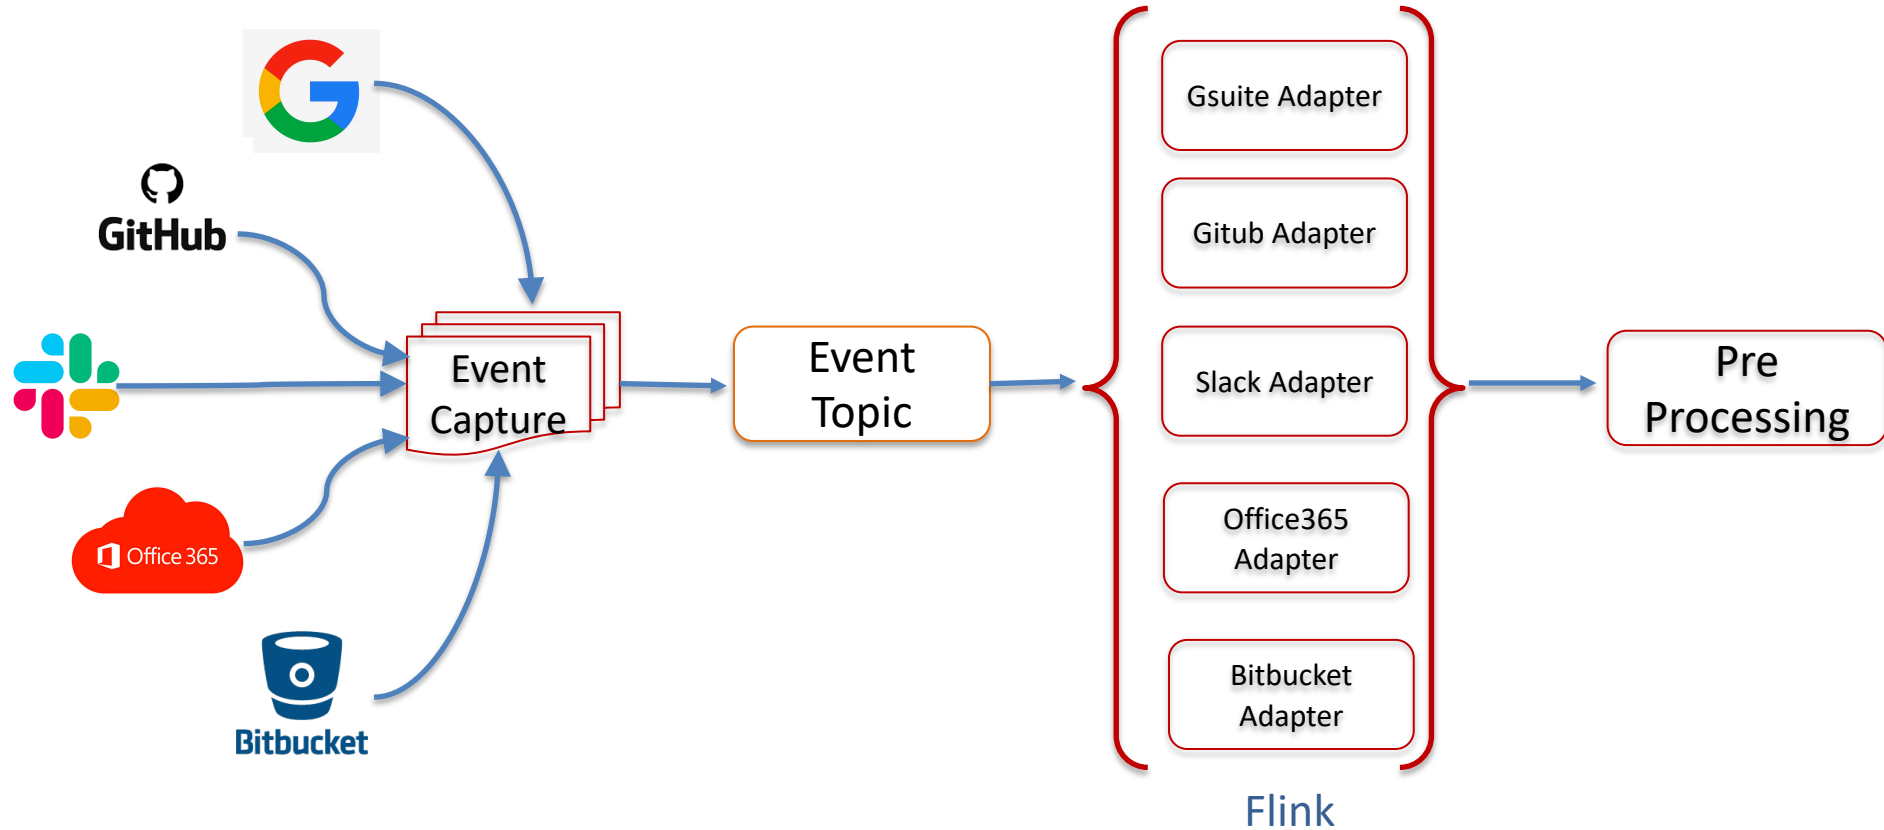 GitHub
Office 365
Bitbucket
Event
Capture
Event
Topic
Gsuite Adapter
Gitub Adapter
Slack Adapter
Office365
Adapter
Bitbucket
Adapter
Flink
Pre
Processing